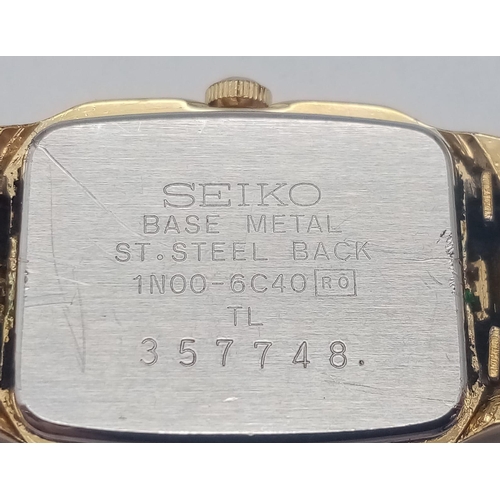 SEIKO
BASE METAL
ST.STEEL BACK
1N00-6C40 RO
TL
357748.